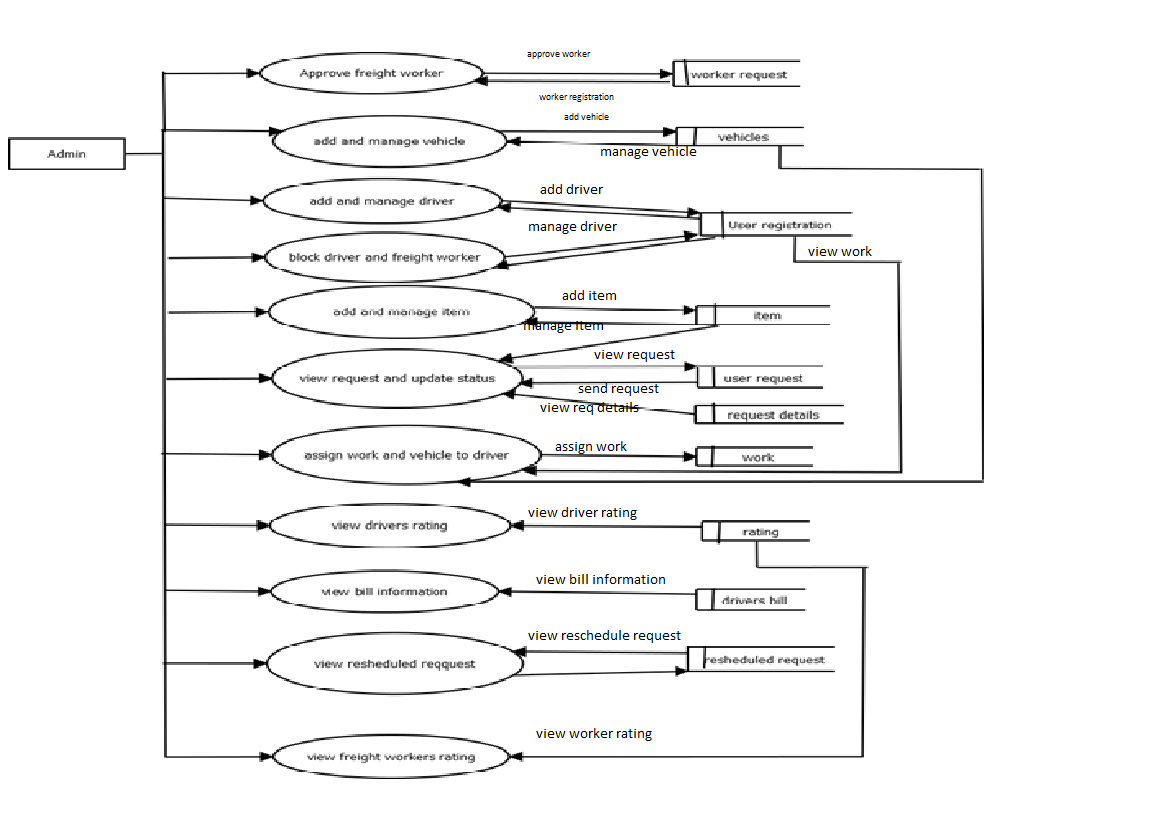 approve worker
Approve freight worker
worker request
worker registration
add vehicle
add and manage vehicle
vehicles
manage vehicle
Admin
add driver
add and manage driver
User registration
manage driver
view work
block driver and freight worker
add item
add and manage item
item
manage item
view request
view request and update status
user request
send request
view req details
request details
assign work
assign work and vehicle to driver
work
view driver rating
view drivers rating
rating
view bill information
view bill information
drivers bill
view reschedule request
view resheduled reqquest
resheduled request
view worker rating
view freight workers rating